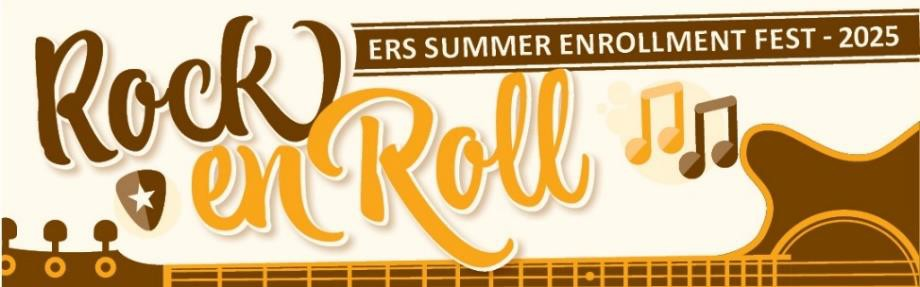 ERS SUMMER ENROLLMENT FEST - 2025
Rock
en Roll